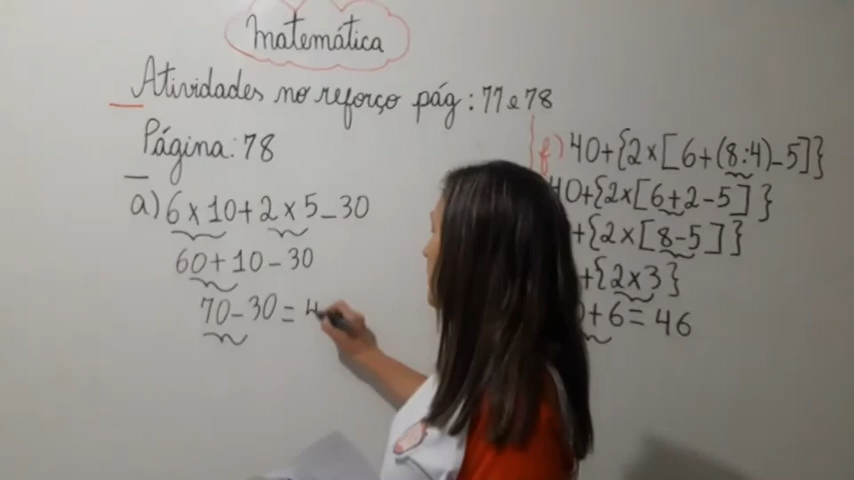 Matemática
Atividades no reforço pág: 77 e 78
Página: 78
a) 6 x 10 + 2 x 5 - 30
60 + 10 - 30
70 - 30 = 4
f) 40 + {2 x [6 + (8:4) - 5]}
40 + {2 x [6 + 2 - 5]}
+ {2 x [8 - 5]}
+ {2 x 3}
+ 6 = 46